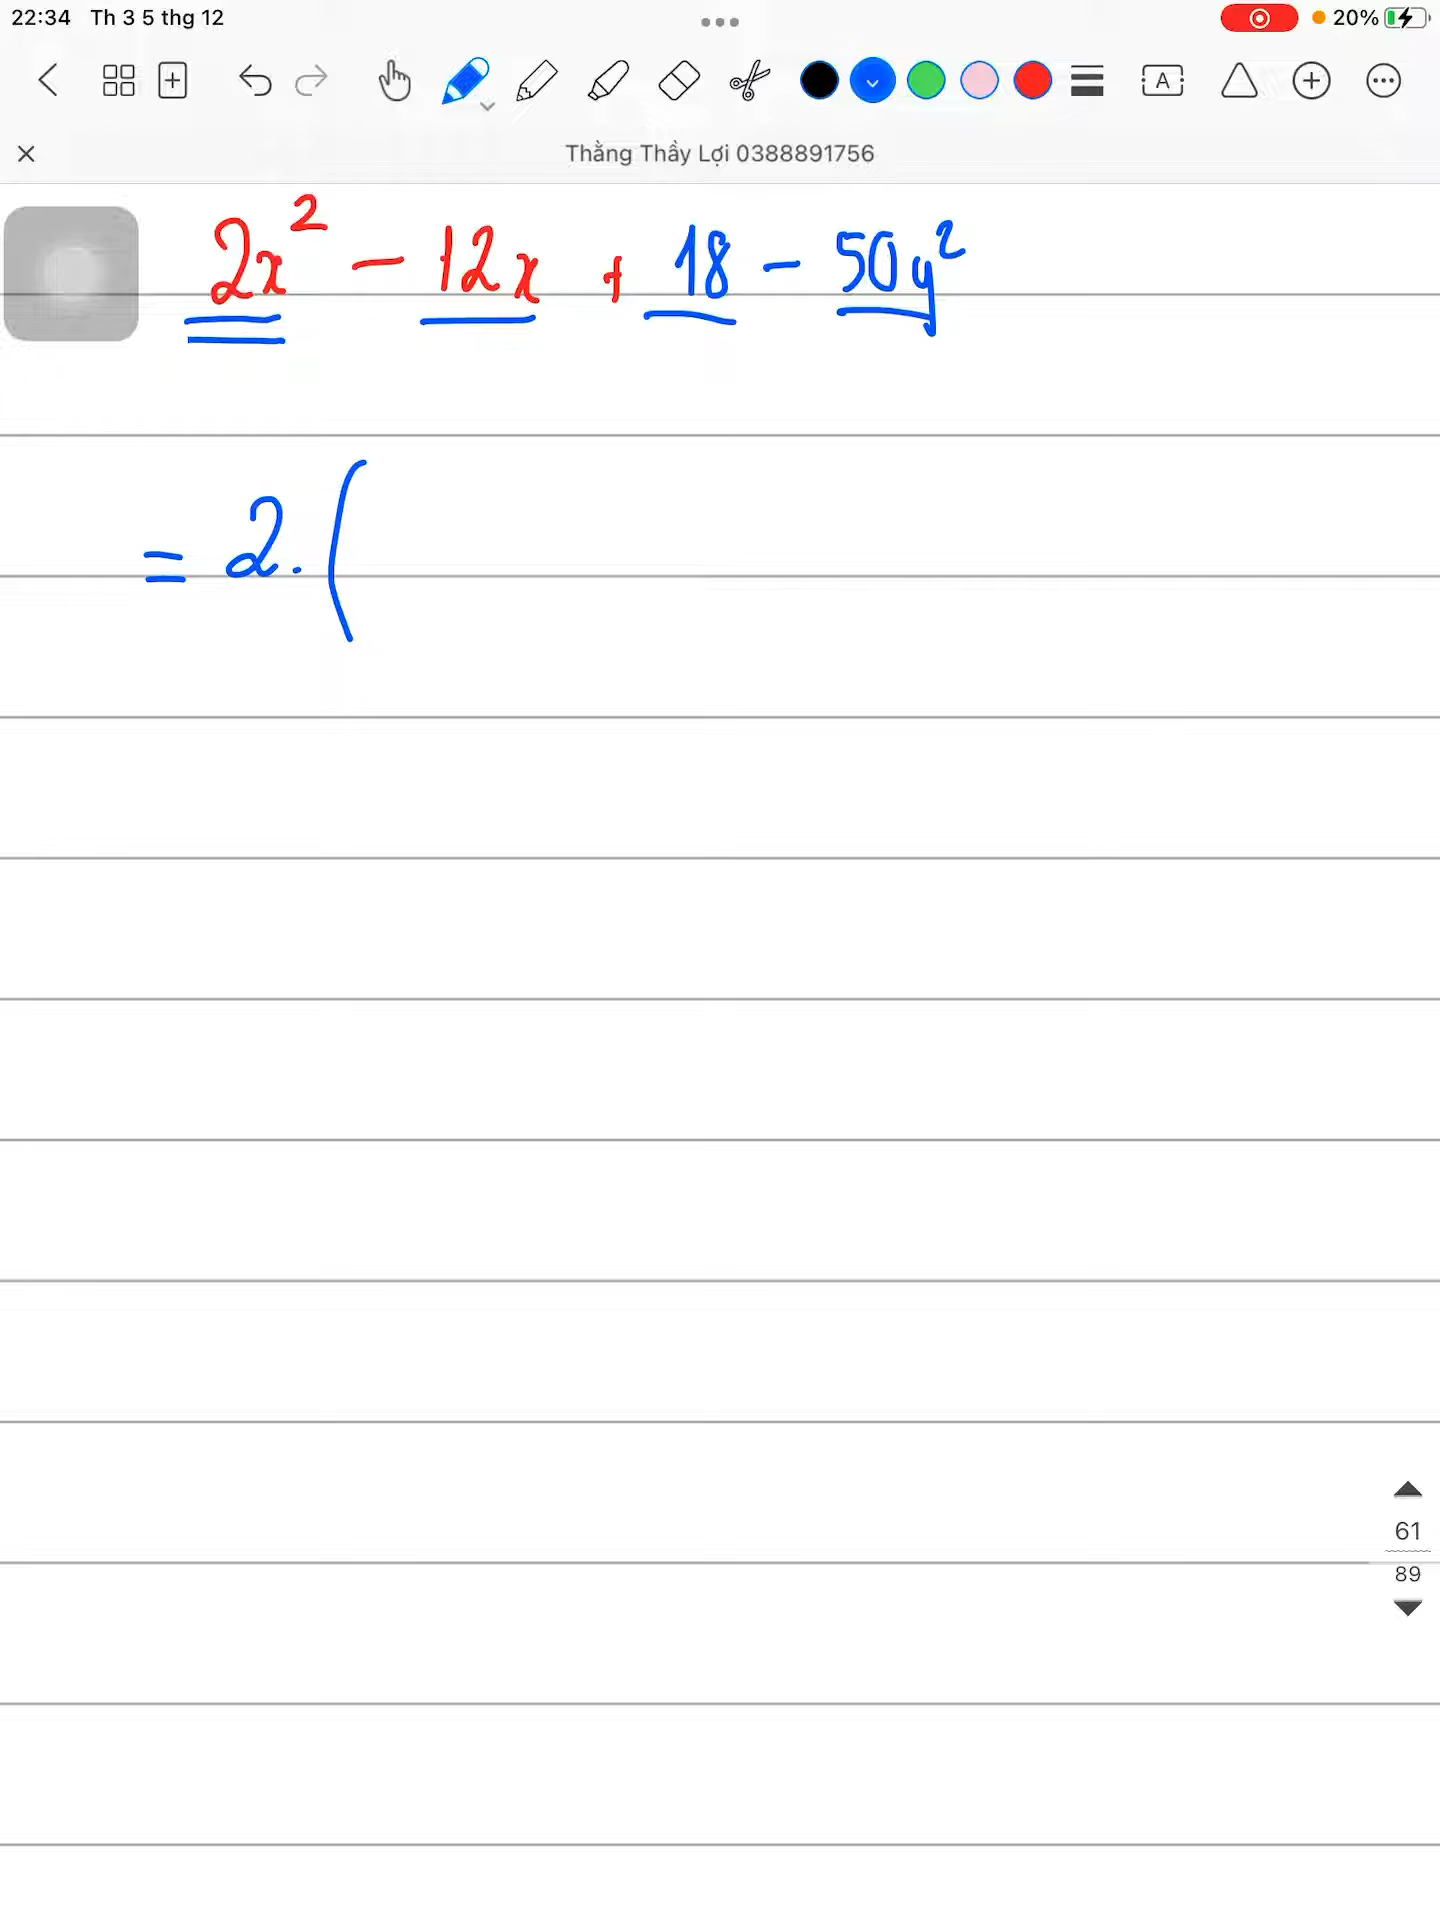 22:34 Th 3 5 thg 12
20%
A
Thằng Thầy Lợi 0388891756
2x² - 12x + 18 - 50y²
= 2. (
61
89